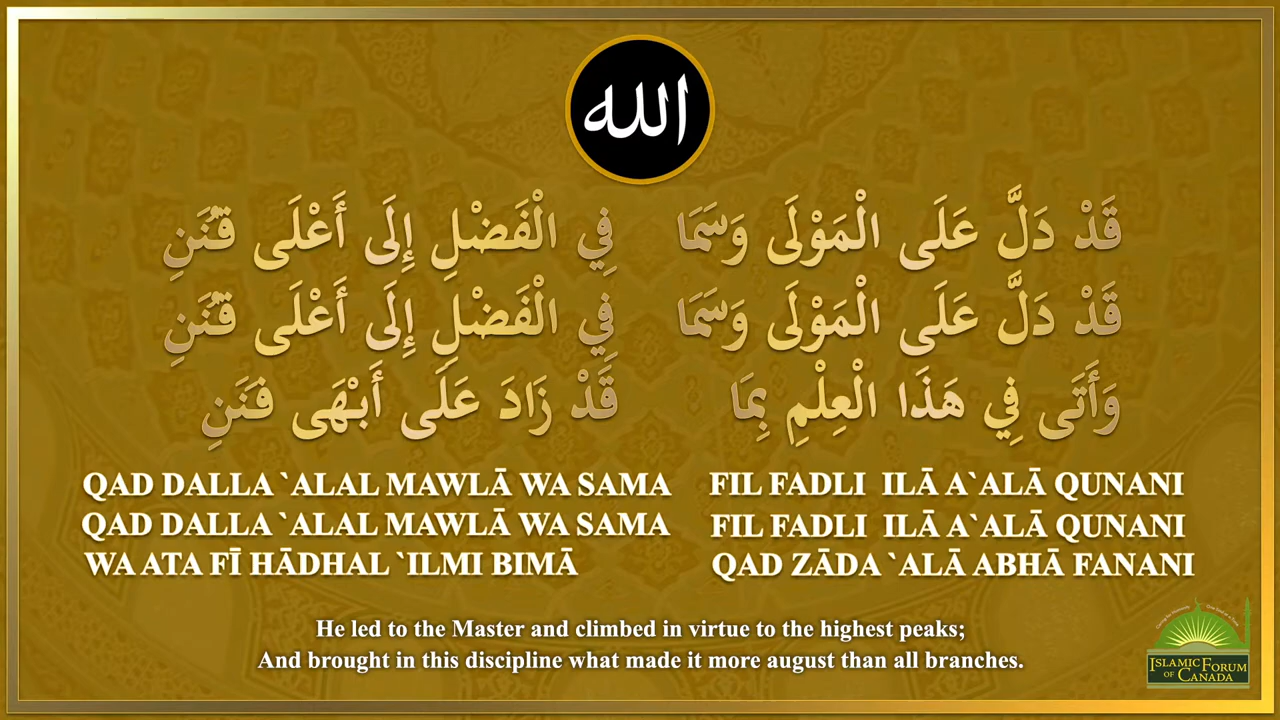 الله
قَدْ دَلَّ عَلَى الْمَوْلَى وَسَمَا فِي الْفَضْلِ إِلَى أَعْلَى قُنَنِ
قَدْ دَلَّ عَلَى الْمَوْلَى وَسَمَا فِي الْفَضْلِ إِلَى أَعْلَى قُنَنِ
وَأَتَى فِي هَذَا الْعِلْمِ بِمَا قَدْ زَادَ عَلَى أَبْهَى فَنَنِ
QAD DALLA `ALAL MAWLĀ WA SAMA FIL FADLI ILĀ A`ALĀ QUNANI
QAD DALLA `ALAL MAWLĀ WA SAMA FIL FADLI ILĀ A`ALĀ QUNANI
WA ATA FĪ HĀDHAL `ILMI BIMĀ QAD ZĀDA `ALĀ ABHĀ FANANI
He led to the Master and climbed in virtue to the highest peaks;
And brought in this discipline what made it more august than all branches.
ISLAMIC FORUM
OF CANADA